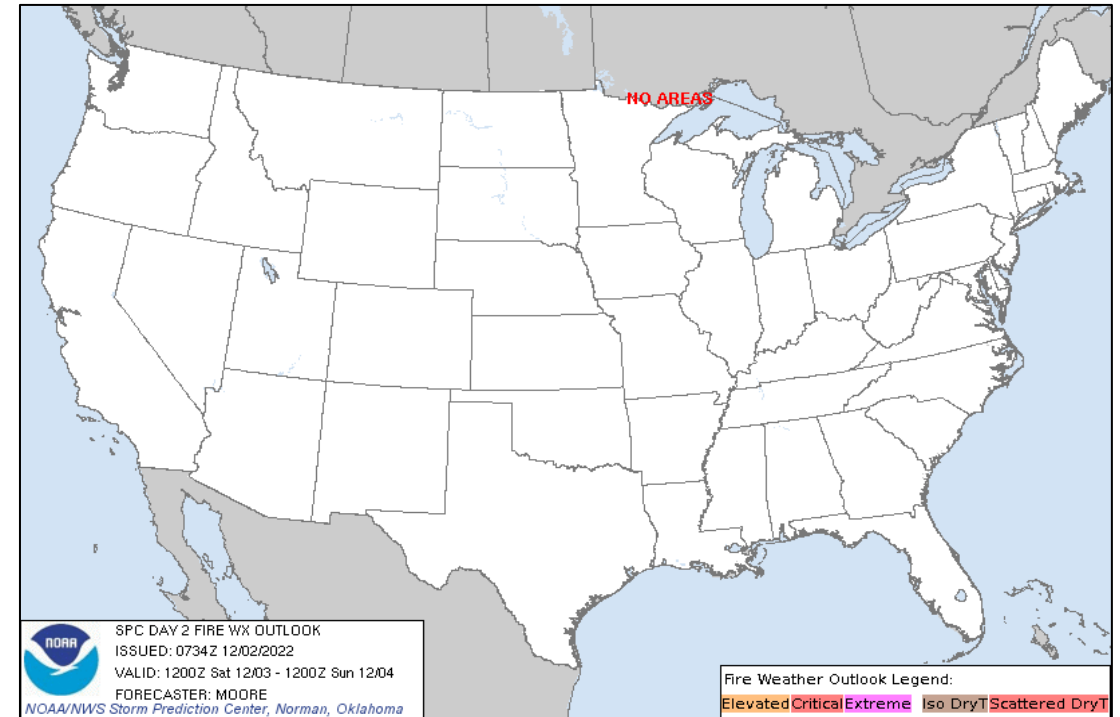 NO AREAS
NOAA
SPC DAY 2 FIRE WX OUTLOOK
ISSUED: 0734Z 12/02/2022
VALID: 1200Z Sat 12/03 - 1200Z Sun 12/04
FORECASTER: MOORE
NOAA/NWS Storm Prediction Center, Norman, Oklahoma
Fire Weather Outlook Legend:
Elevated Critical Extreme Iso DryT Scattered DryT